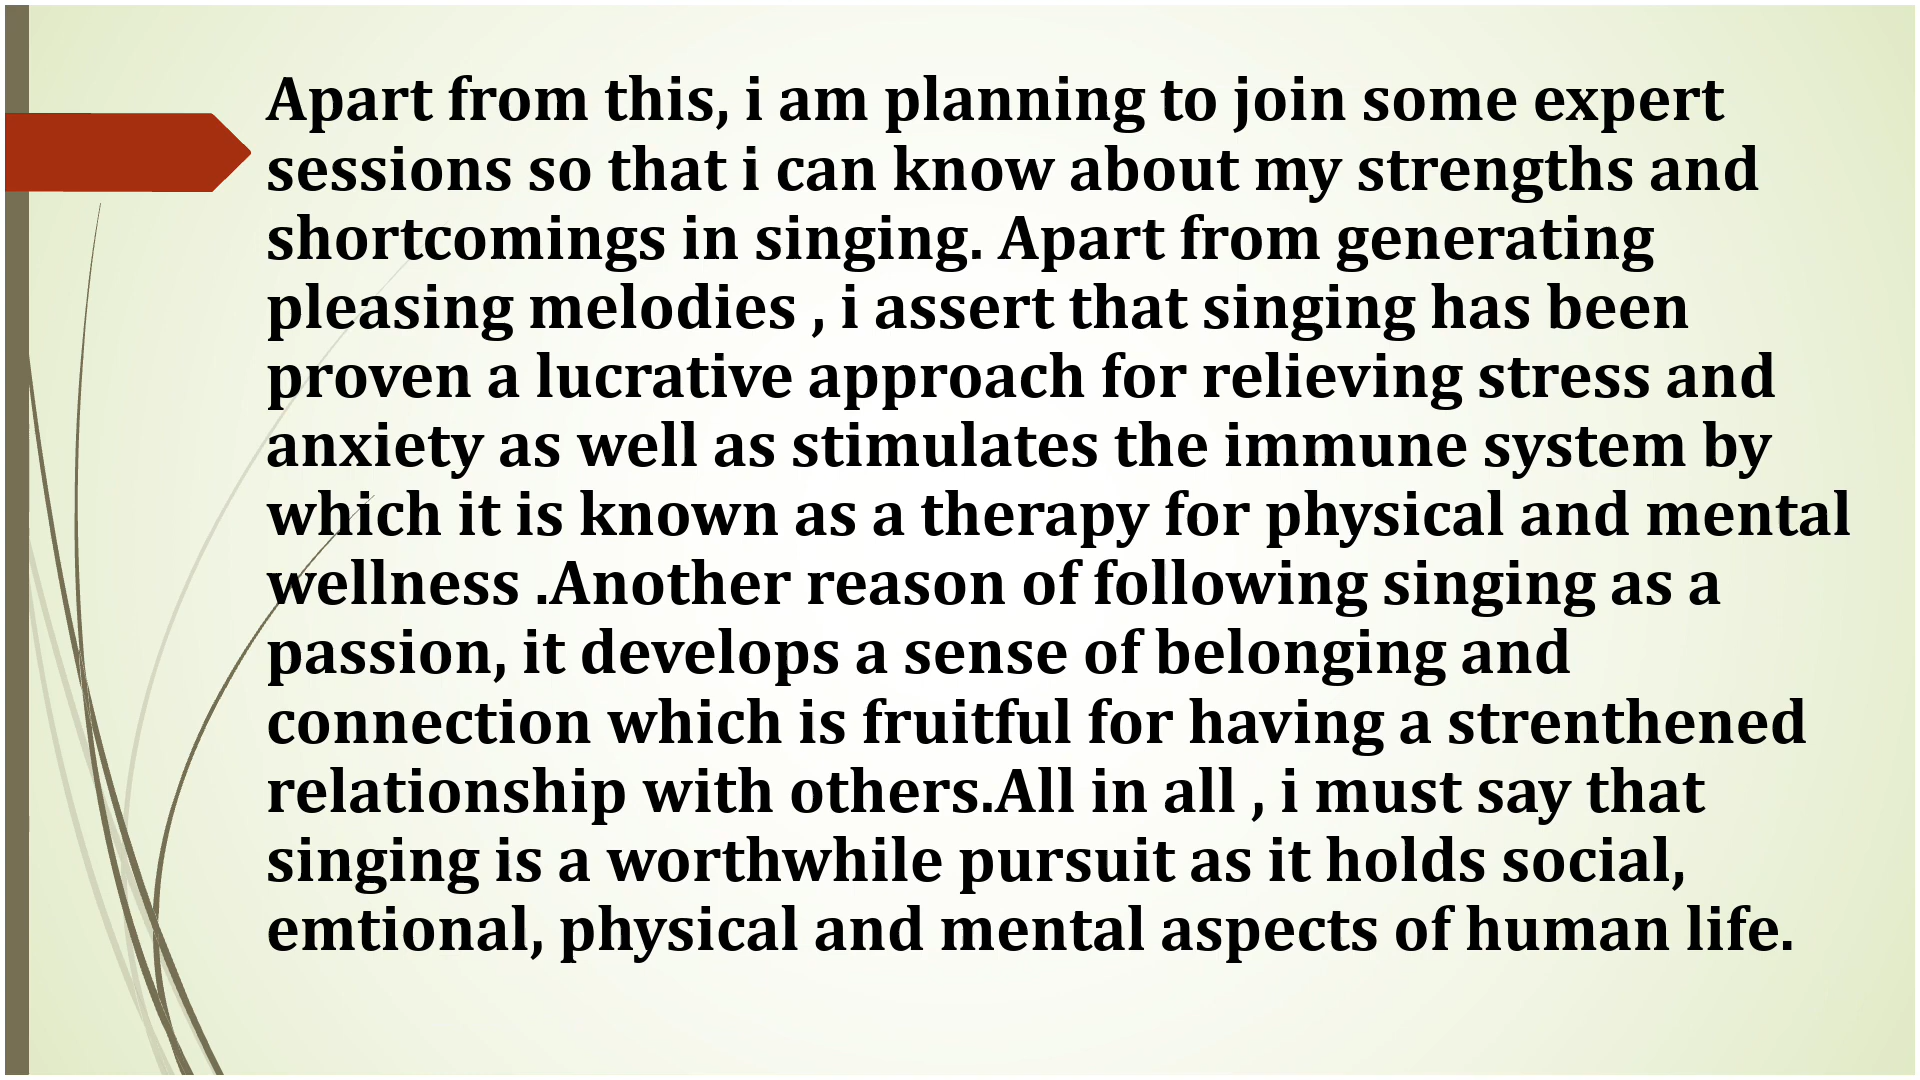 Apart from this, i am planning to join some expert
sessions so that i can know about my strengths and
shortcomings in singing. Apart from generating
pleasing melodies , i assert that singing has been
proven a lucrative approach for relieving stress and
anxiety as well as stimulates the immune system by
which it is known as a therapy for physical and mental
wellness .Another reason of following singing as a
passion, it develops a sense of belonging and
connection which is fruitful for having a strenthened
relationship with others.All in all , i must say that
singing is a worthwhile pursuit as it holds social,
emtional, physical and mental aspects of human life.